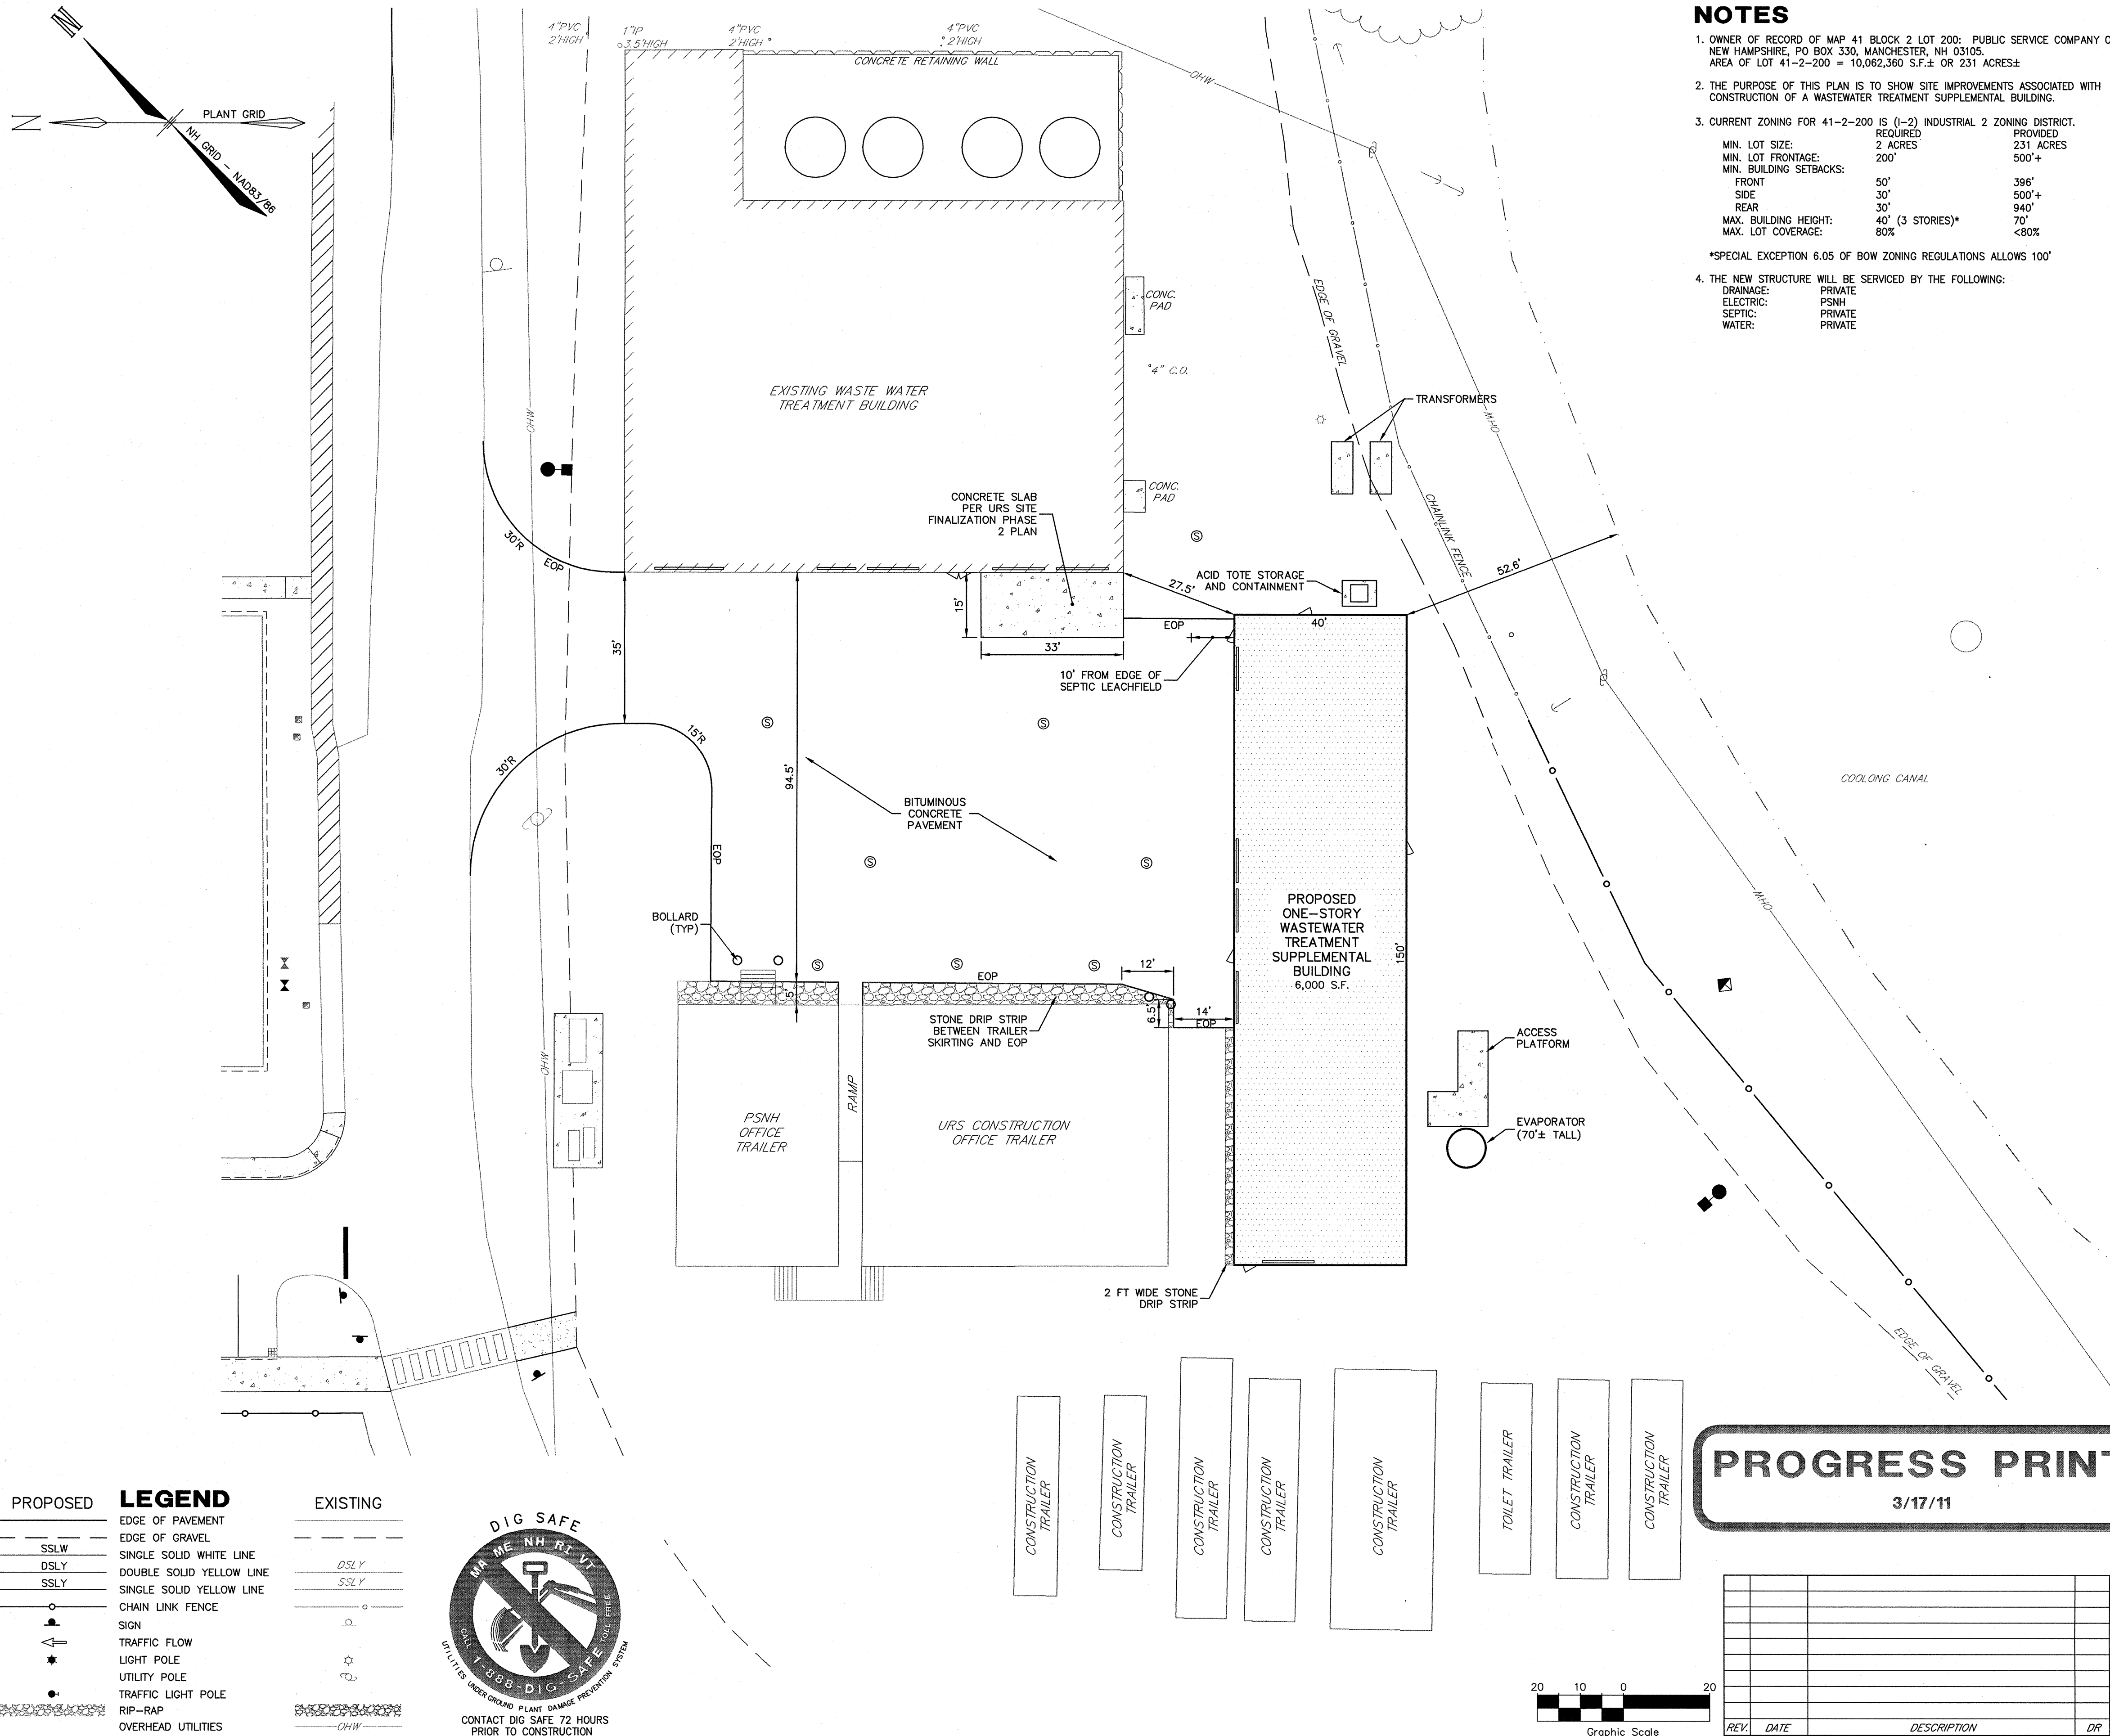 NOTES
1. OWNER OF RECORD OF MAP 41 BLOCK 2 LOT 200: PUBLIC SERVICE COMPANY
NEW HAMPSHIRE, PO BOX 330, MANCHESTER, NH 03105.
AREA OF LOT 41-2-200 = 10,062,360 S.F.± OR 231 ACRES±
2. THE PURPOSE OF THIS PLAN IS TO SHOW SITE IMPROVEMENTS ASSOCIATED WITH
CONSTRUCTION OF A WASTEWATER TREATMENT SUPPLEMENTAL BUILDING.
3. CURRENT ZONING FOR 41-2-200 IS (I-2) INDUSTRIAL 2 ZONING DISTRICT.
REQUIRED PROVIDED
MIN. LOT SIZE: 2 ACRES 231 ACRES
MIN. LOT FRONTAGE: 200' 500'+
MIN. BUILDING SETBACKS:
FRONT 50' 396'
SIDE 30' 500'+
REAR 30' 940'
MAX. BUILDING HEIGHT: 40' (3 STORIES)* 70'
MAX. LOT COVERAGE: 80% <80%
*SPECIAL EXCEPTION 6.05 OF BOW ZONING REGULATIONS ALLOWS 100'
4. THE NEW STRUCTURE WILL BE SERVICED BY THE FOLLOWING:
DRAINAGE: PRIVATE
ELECTRIC: PSNH
SEPTIC: PRIVATE
WATER: PRIVATE
N
N
PLANT GRID
NH GRID - NAD83/86
4"PVC
2'HIGH
1"IP
3.5'HIGH
4"PVC
2'HIGH
4"PVC
2'HIGH
CONCRETE RETAINING WALL
OHW
OHW
EDGE OF GRAVEL
CONC.
PAD
4" C.O.
EXISTING WASTE WATER
TREATMENT BUILDING
TRANSFORMERS
OHW
CHAINLINK FENCE
CONC.
PAD
CONCRETE SLAB
PER URS SITE
FINALIZATION PHASE
2 PLAN
S
30'R
EOP
ACID TOTE STORAGE
AND CONTAINMENT
27.5'
52.6'
15'
33'
EOP
40'
35'
10' FROM EDGE OF
SEPTIC LEACHFIELD
S
S
15'R
30'R
94.5'
COOLONG CANAL
BITUMINOUS
CONCRETE
PAVEMENT
EOP
S
S
OHW
BOLLARD
(TYP)
PROPOSED
ONE-STORY
WASTEWATER
TREATMENT
SUPPLEMENTAL
BUILDING
6,000 S.F.
150'
S
S
S
EOP
12'
5'
6.5'
14'
EOP
STONE DRIP STRIP
BETWEEN TRAILER
SKIRTING AND EOP
ACCESS
PLATFORM
OHW
RAMP
PSNH
OFFICE
TRAILER
URS CONSTRUCTION
OFFICE TRAILER
EVAPORATOR
(70'± TALL)
2 FT WIDE STONE
DRIP STRIP
EDGE OF GRAVEL
CONSTRUCTION
TRAILER
CONSTRUCTION
TRAILER
CONSTRUCTION
TRAILER
CONSTRUCTION
TRAILER
CONSTRUCTION
TRAILER
TOILET TRAILER
CONSTRUCTION
TRAILER
CONSTRUCTION
TRAILER
PROGRESS PRINT
3/17/11
PROPOSED LEGEND EXISTING
EDGE OF PAVEMENT
EDGE OF GRAVEL
SSLW SINGLE SOLID WHITE LINE
DSLY DOUBLE SOLID YELLOW LINE DSLY
SSLY SINGLE SOLID YELLOW LINE SSLY
CHAIN LINK FENCE
SIGN
TRAFFIC FLOW
LIGHT POLE
UTILITY POLE
TRAFFIC LIGHT POLE
RIP-RAP
OVERHEAD UTILITIES OHW
DIG SAFE
MA ME NH RI VT
CALL 1-888-DIG-SAFE TOLL FREE
UTILITIES UNDERGROUND PLANT DAMAGE PREVENTION SYSTEM
CONTACT DIG SAFE 72 HOURS
PRIOR TO CONSTRUCTION
20 10 0 20
Graphic Scale
REV. DATE DESCRIPTION DR